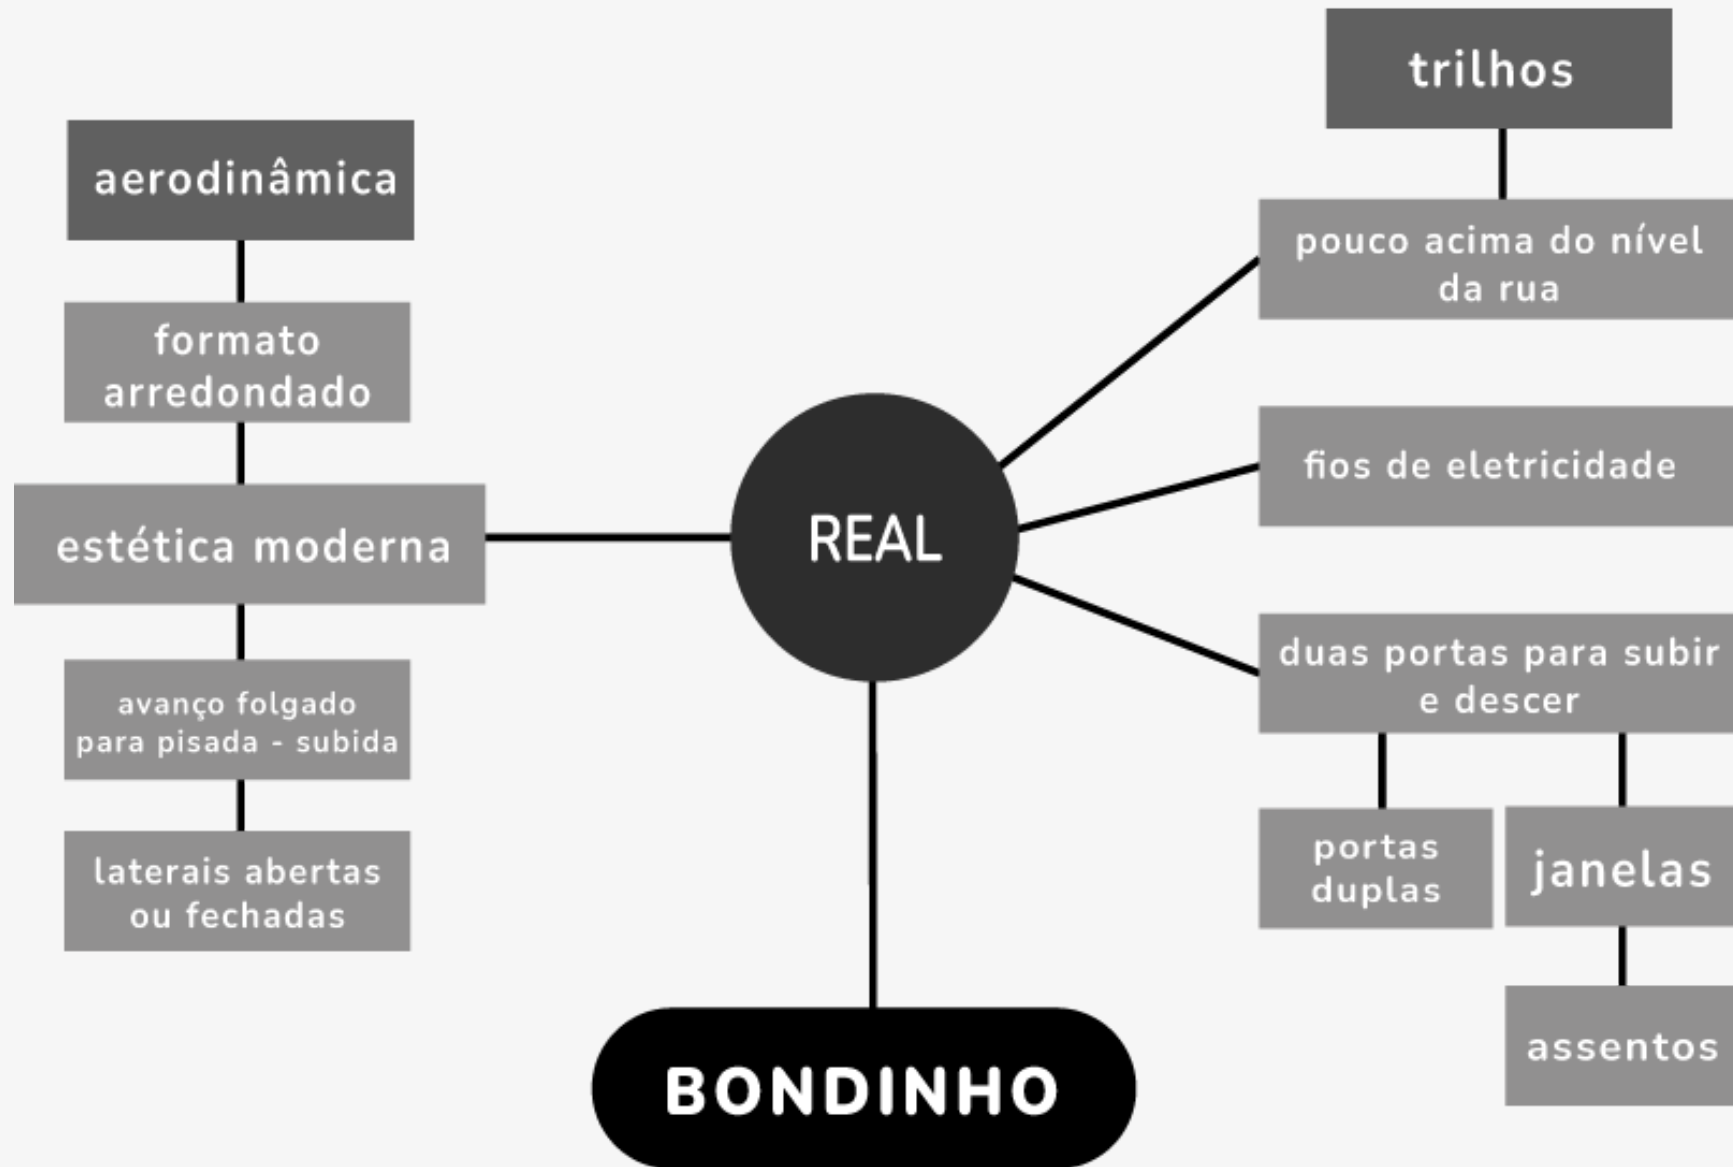 aerodinâmica
formato
arredondado
estética moderna
avanço folgado
para pisada - subida
laterais abertas
ou fechadas
REAL
BONDINHO
trilhos
pouco acima do nível
da rua
fios de eletricidade
duas portas para subir
e descer
portas
duplas
janelas
assentos